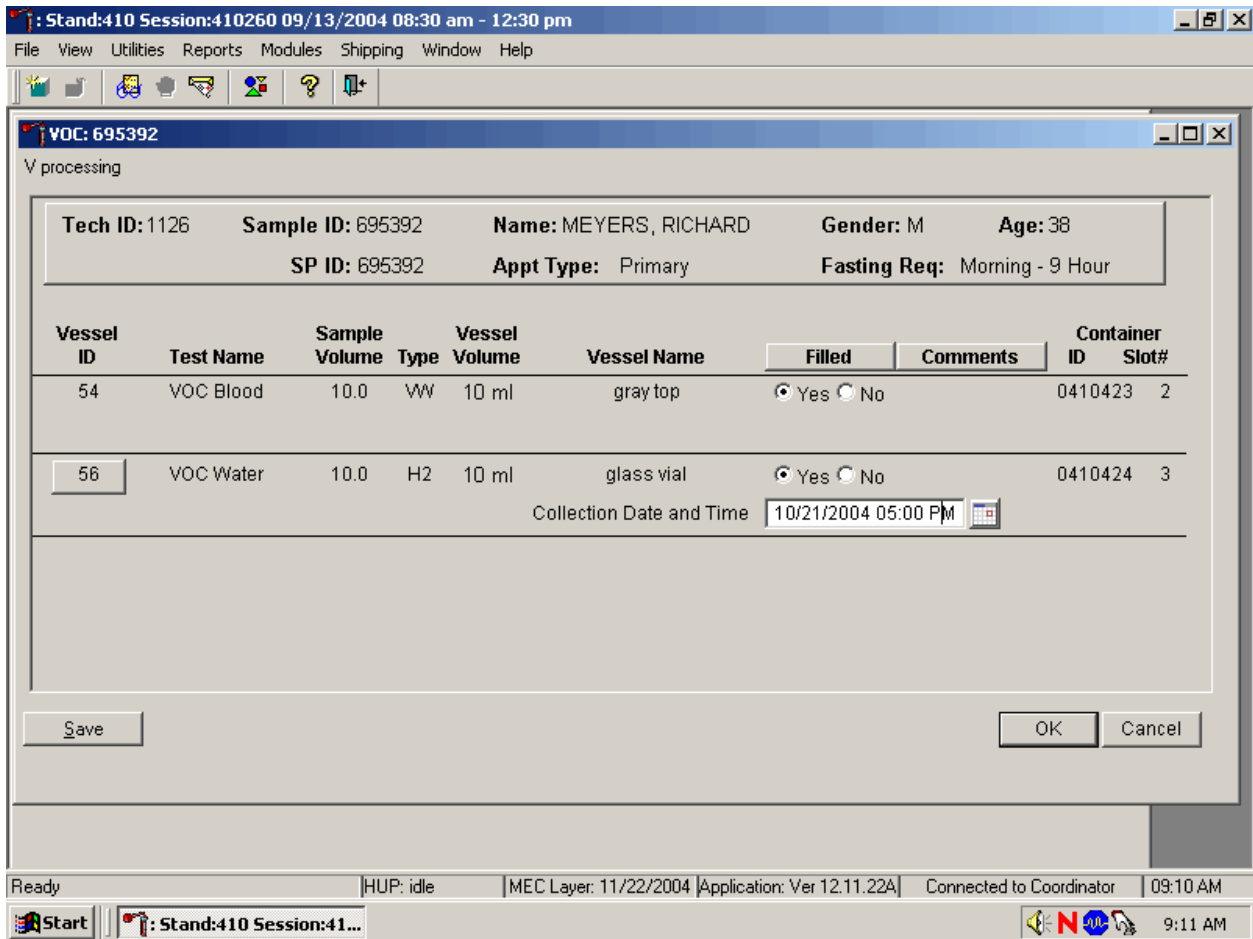 : Stand:410 Session:410260 09/13/2004 08:30 am - 12:30 pm
File View Utilities Reports Modules Shipping Window Help
VOC: 695392
V processing
Tech ID: 1126 Sample ID: 695392 Name: MEYERS, RICHARD Gender: M Age: 38
SP ID: 695392 Appt Type: Primary Fasting Req: Morning - 9 Hour
Vessel Sample Vessel Container
ID Test Name Volume Type Volume Vessel Name Filled Comments ID Slot#
54 VOC Blood 10.0 VW 10 ml gray top Yes No 0410423 2
56 VOC Water 10.0 H2 10 ml glass vial Yes No 0410424 3
Collection Date and Time 10/21/2004 05:00 PM
Save OK Cancel
Ready HUP: idle MEC Layer: 11/22/2004 Application: Ver 12.11.22A Connected to Coordinator 09:10 AM
Start : Stand:410 Session:41... N 9:11 AM